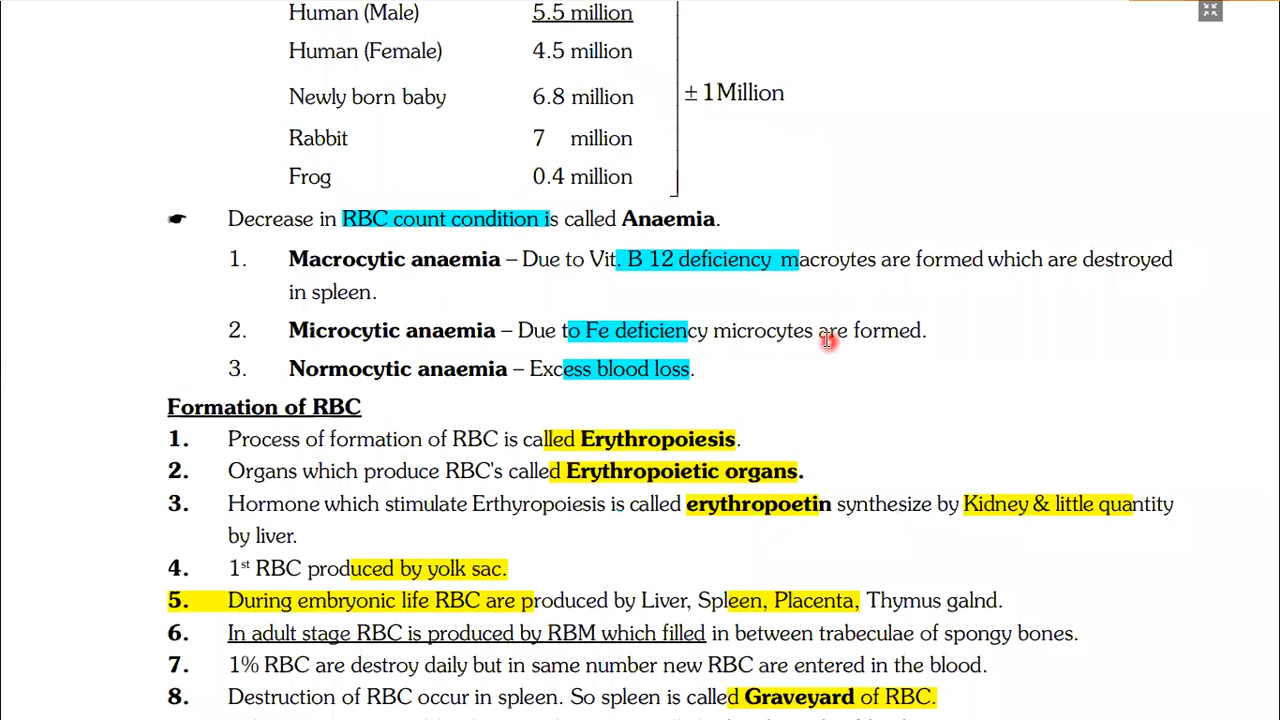 Human (Male) 5.5 million
Human (Female) 4.5 million
± 1Million
Newly born baby 6.8 million
Rabbit 7 million
Frog 0.4 million
☛ Decrease in RBC count condition is called Anaemia.
1. Macrocytic anaemia – Due to Vit. B 12 deficiency macroytes are formed which are destroyed
in spleen.
2. Microcytic anaemia – Due to Fe deficiency microcytes are formed.
3. Normocytic anaemia – Excess blood loss.
Formation of RBC
1. Process of formation of RBC is called Erythropoiesis.
2. Organs which produce RBC's called Erythropoietic organs.
3. Hormone which stimulate Erthyropoiesis is called erythropoetin synthesize by Kidney & little quantity
by liver.
4. 1st RBC produced by yolk sac.
5. During embryonic life RBC are produced by Liver, Spleen, Placenta, Thymus galnd.
6. In adult stage RBC is produced by RBM which filled in between trabeculae of spongy bones.
7. 1% RBC are destroy daily but in same number new RBC are entered in the blood.
8. Destruction of RBC occur in spleen. So spleen is called Graveyard of RBC.